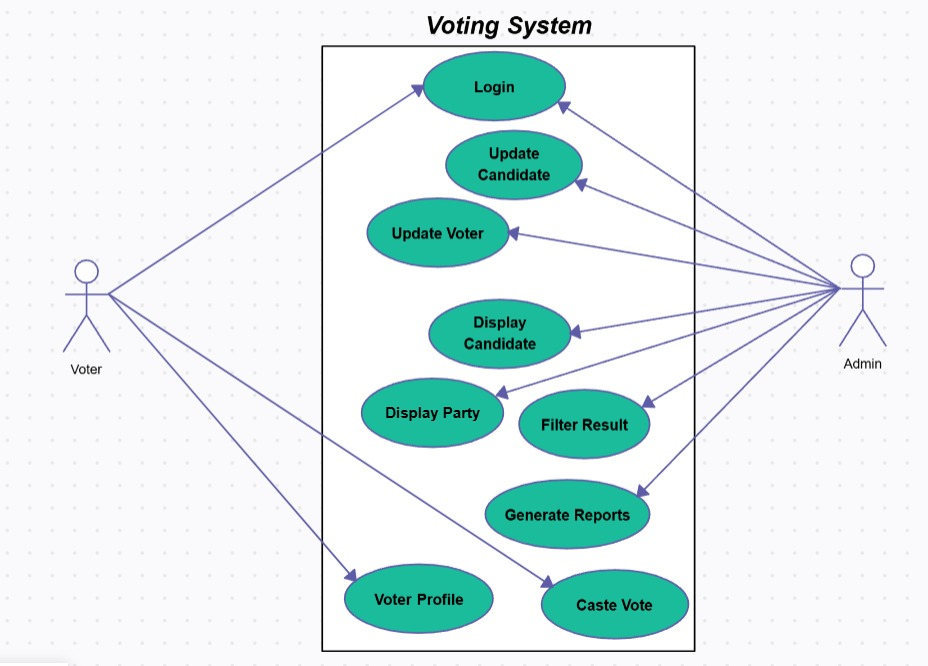 Voting System
Login
Update
Candidate
Update Voter
Display
Candidate
Voter
Admin
Display Party
Filter Result
Generate Reports
Voter Profile
Caste Vote